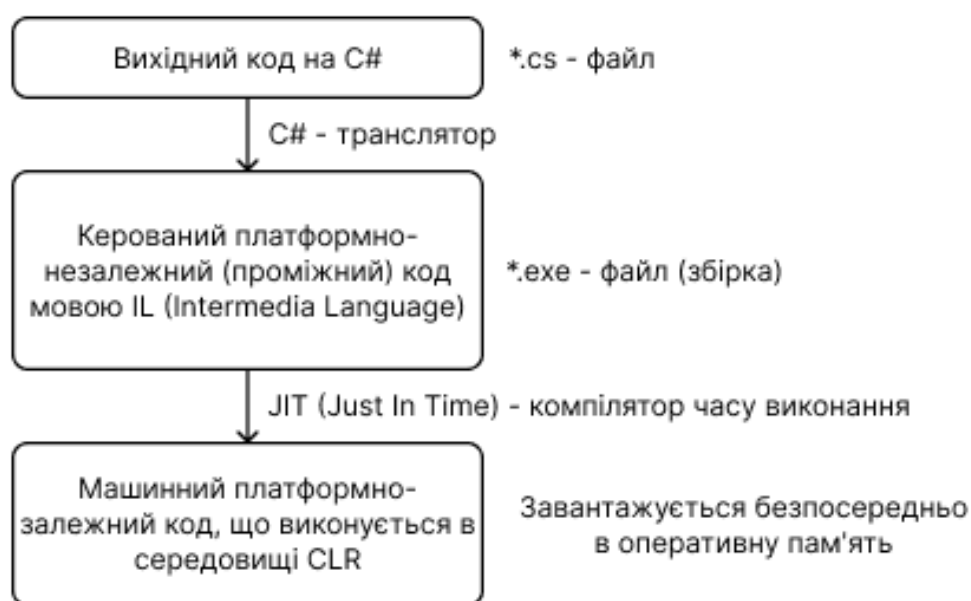 Вихідний код на C#
*.cs - файл
C# - транслятор
Керований платформно-
незалежний (проміжний) код
мовою IL (Intermedia Language)
*.exe - файл (збірка)
JIT (Just In Time) - компілятор часу виконання
Машинний платформно-
залежний код, що виконується в
середовищі CLR
Завантажується безпосередньо
в оперативну пам'ять